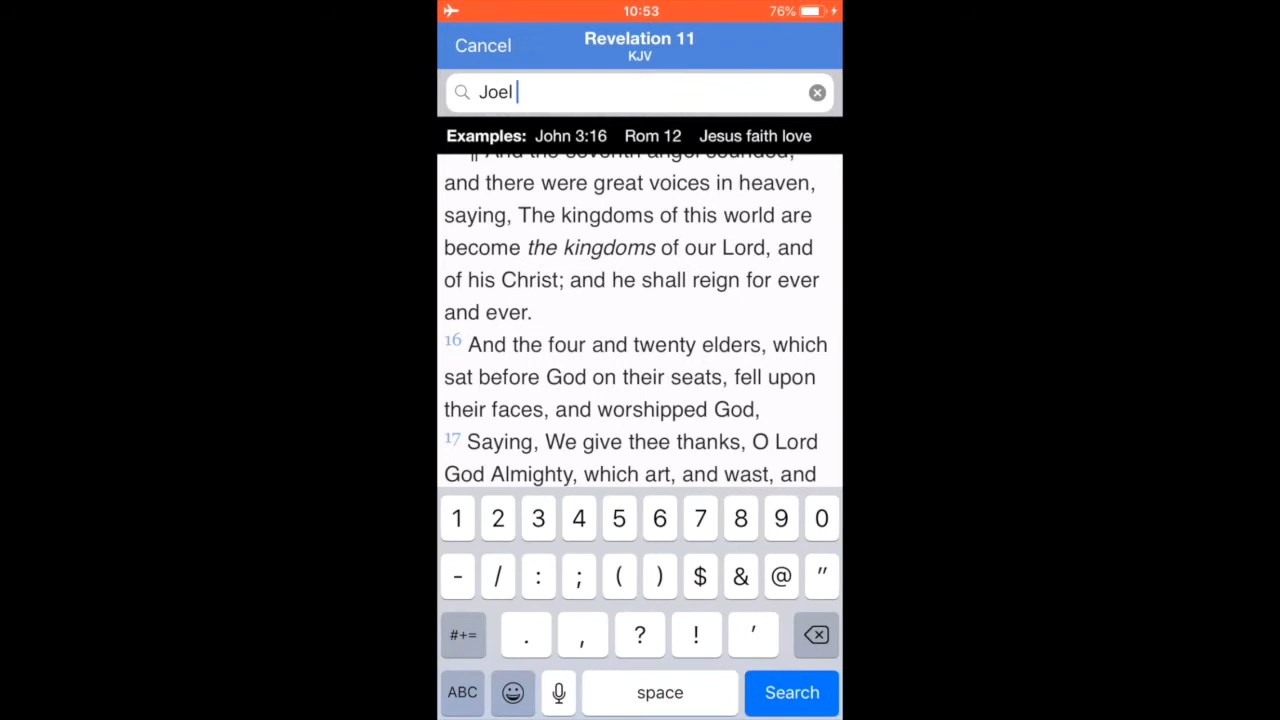 10:53
76%
Cancel
Revelation 11
KJV
Joel
Examples: John 3:16 Rom 12 Jesus faith love
¶ And the seventh angel sounded;
and there were great voices in heaven,
saying, The kingdoms of this world are
become the kingdoms of our Lord, and
of his Christ; and he shall reign for ever
and ever.
16 And the four and twenty elders, which
sat before God on their seats, fell upon
their faces, and worshipped God,
17 Saying, We give thee thanks, O Lord
God Almighty, which art, and wast, and
1 2 3 4 5 6 7 8 9 0
- / : ; ( ) $ & @ "
#+= . , ? ! '
ABC space Search